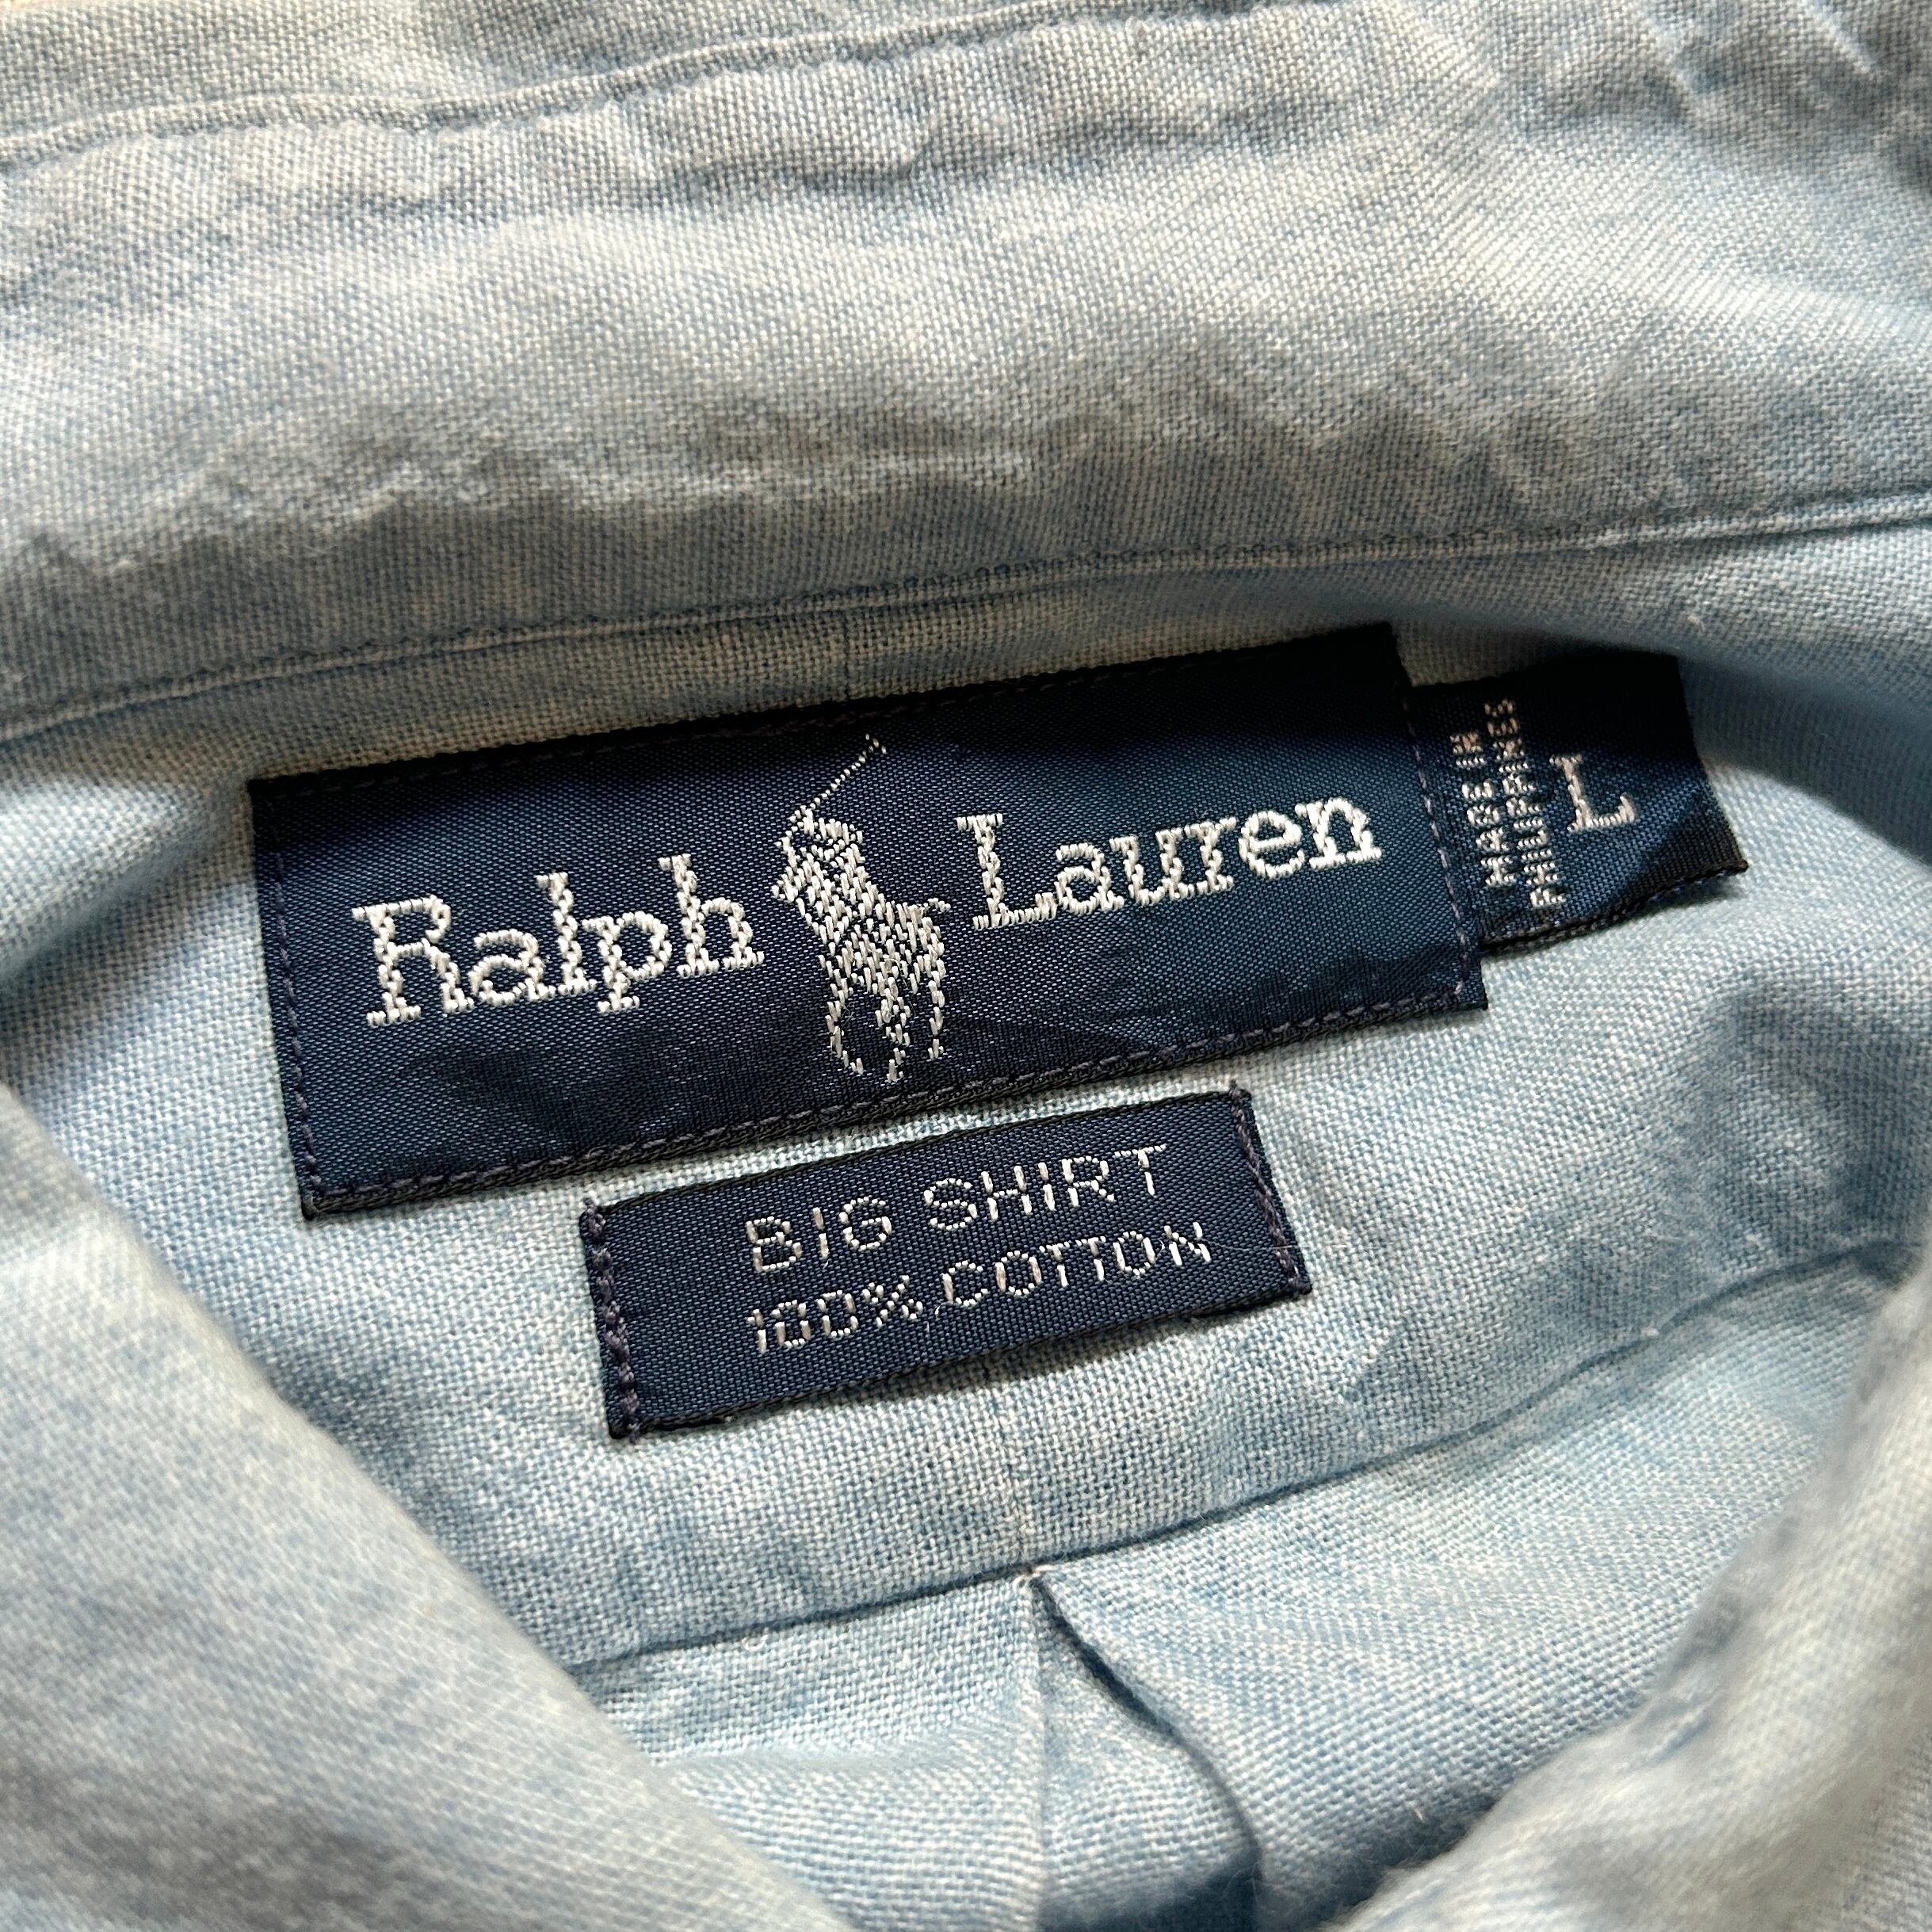 Ralph Lauren
MADE IN
PHILIPPINES
L
BIG SHIRT
100% COTTON